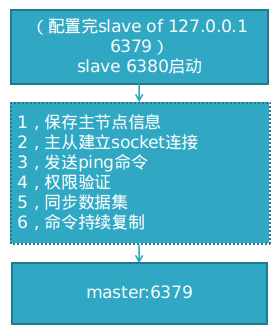 （配置完slave of 127.0.0.1
6379）
slave 6380启动
1，保存主节点信息
2，主从建立socket连接
3，发送ping命令
4，权限验证
5，同步数据集
6，命令持续复制
master:6379